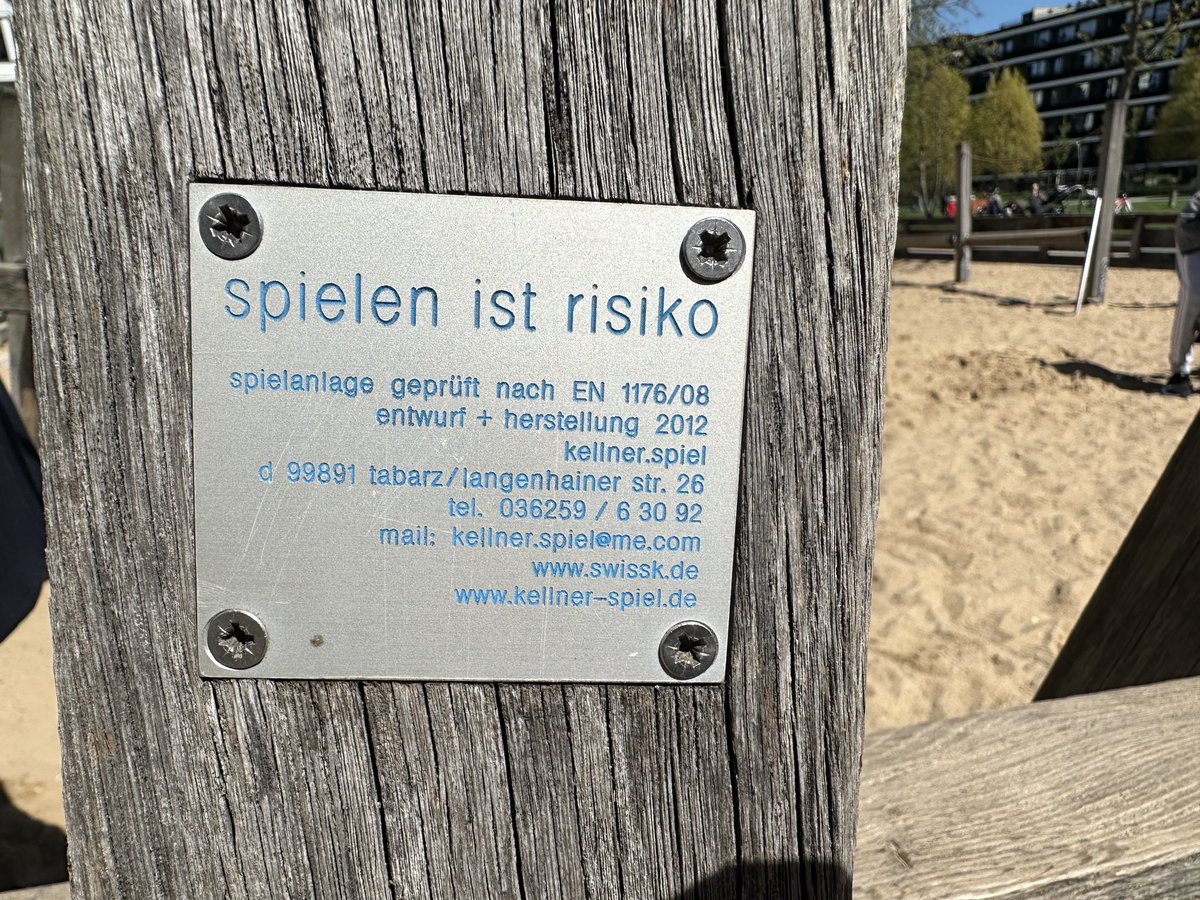 spielen ist risiko
spielanlage geprüft nach EN 1176/08
entwurf + herstellung 2012
kellner.spiel
d 99891 tabarz/langenhainer str. 26
tel. 036259 / 6 30 92
mail: kellner.spiel@me.com
www.swissk.de
www.kellner-spiel.de